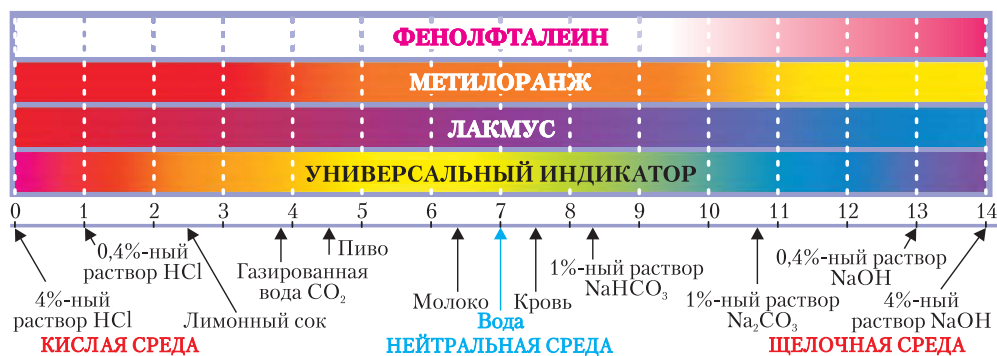 ФЕНОЛФТАЛЕИН
МЕТИЛОРАНЖ
ЛАКМУС
УНИВЕРСАЛЬНЫЙ ИНДИКАТОР
0 1 2 3 4 5 6 7 8 9 10 11 12 13 14
4%-ный
раствор HCl
0,4%-ный
раствор HCl
Лимонный сок
Газированная
вода CO₂
Пиво
Молоко
Вода
Кровь
1%-ный раствор
NaHCO₃
1%-ный раствор
Na₂CO₃
0,4%-ный раствор
NaOH
4%-ный
раствор NaOH
КИСЛАЯ СРЕДА
НЕЙТРАЛЬНАЯ СРЕДА
ЩЕЛОЧНАЯ СРЕДА